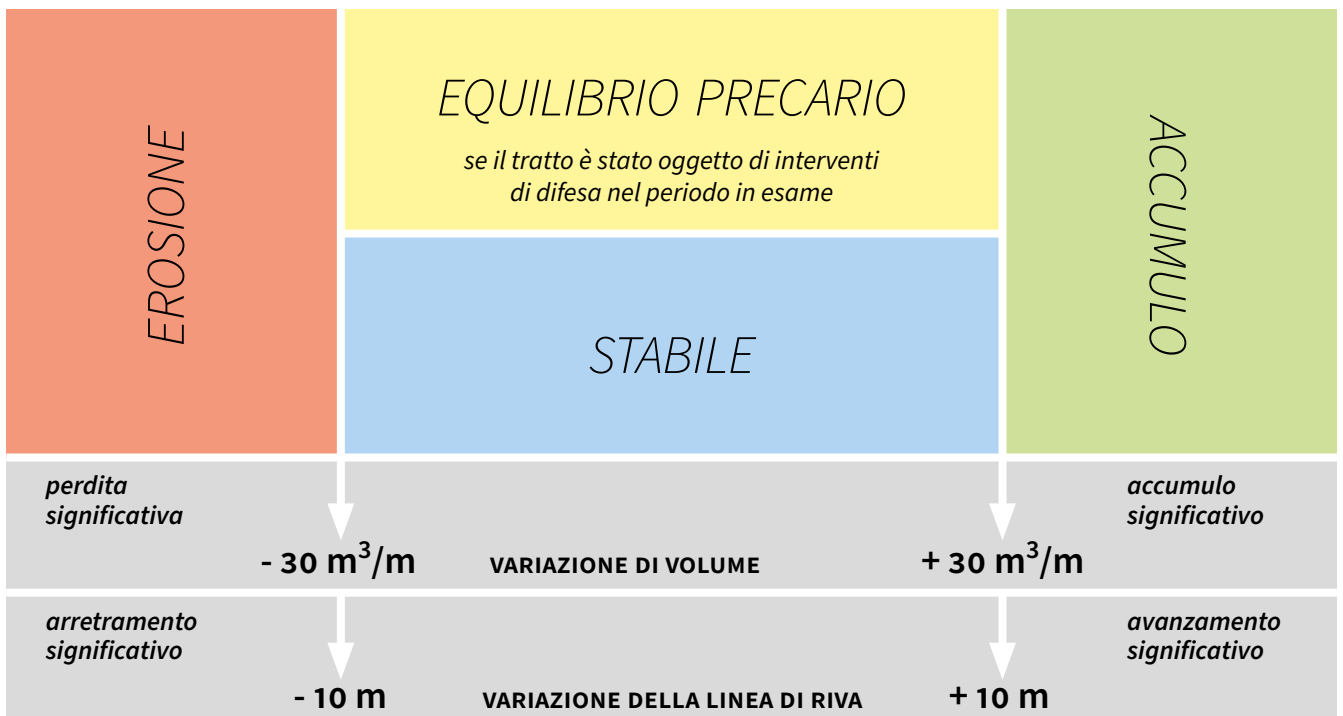 EROSIONE
EQUILIBRIO PRECARIO
se il tratto è stato oggetto di interventi
di difesa nel periodo in esame
STABILE
ACCUMULO
perdita
significativa
accumulo
significativo
- 30 m³/m
VARIAZIONE DI VOLUME
+ 30 m³/m
arretramento
significativo
avanzamento
significativo
- 10 m
VARIAZIONE DELLA LINEA DI RIVA
+ 10 m